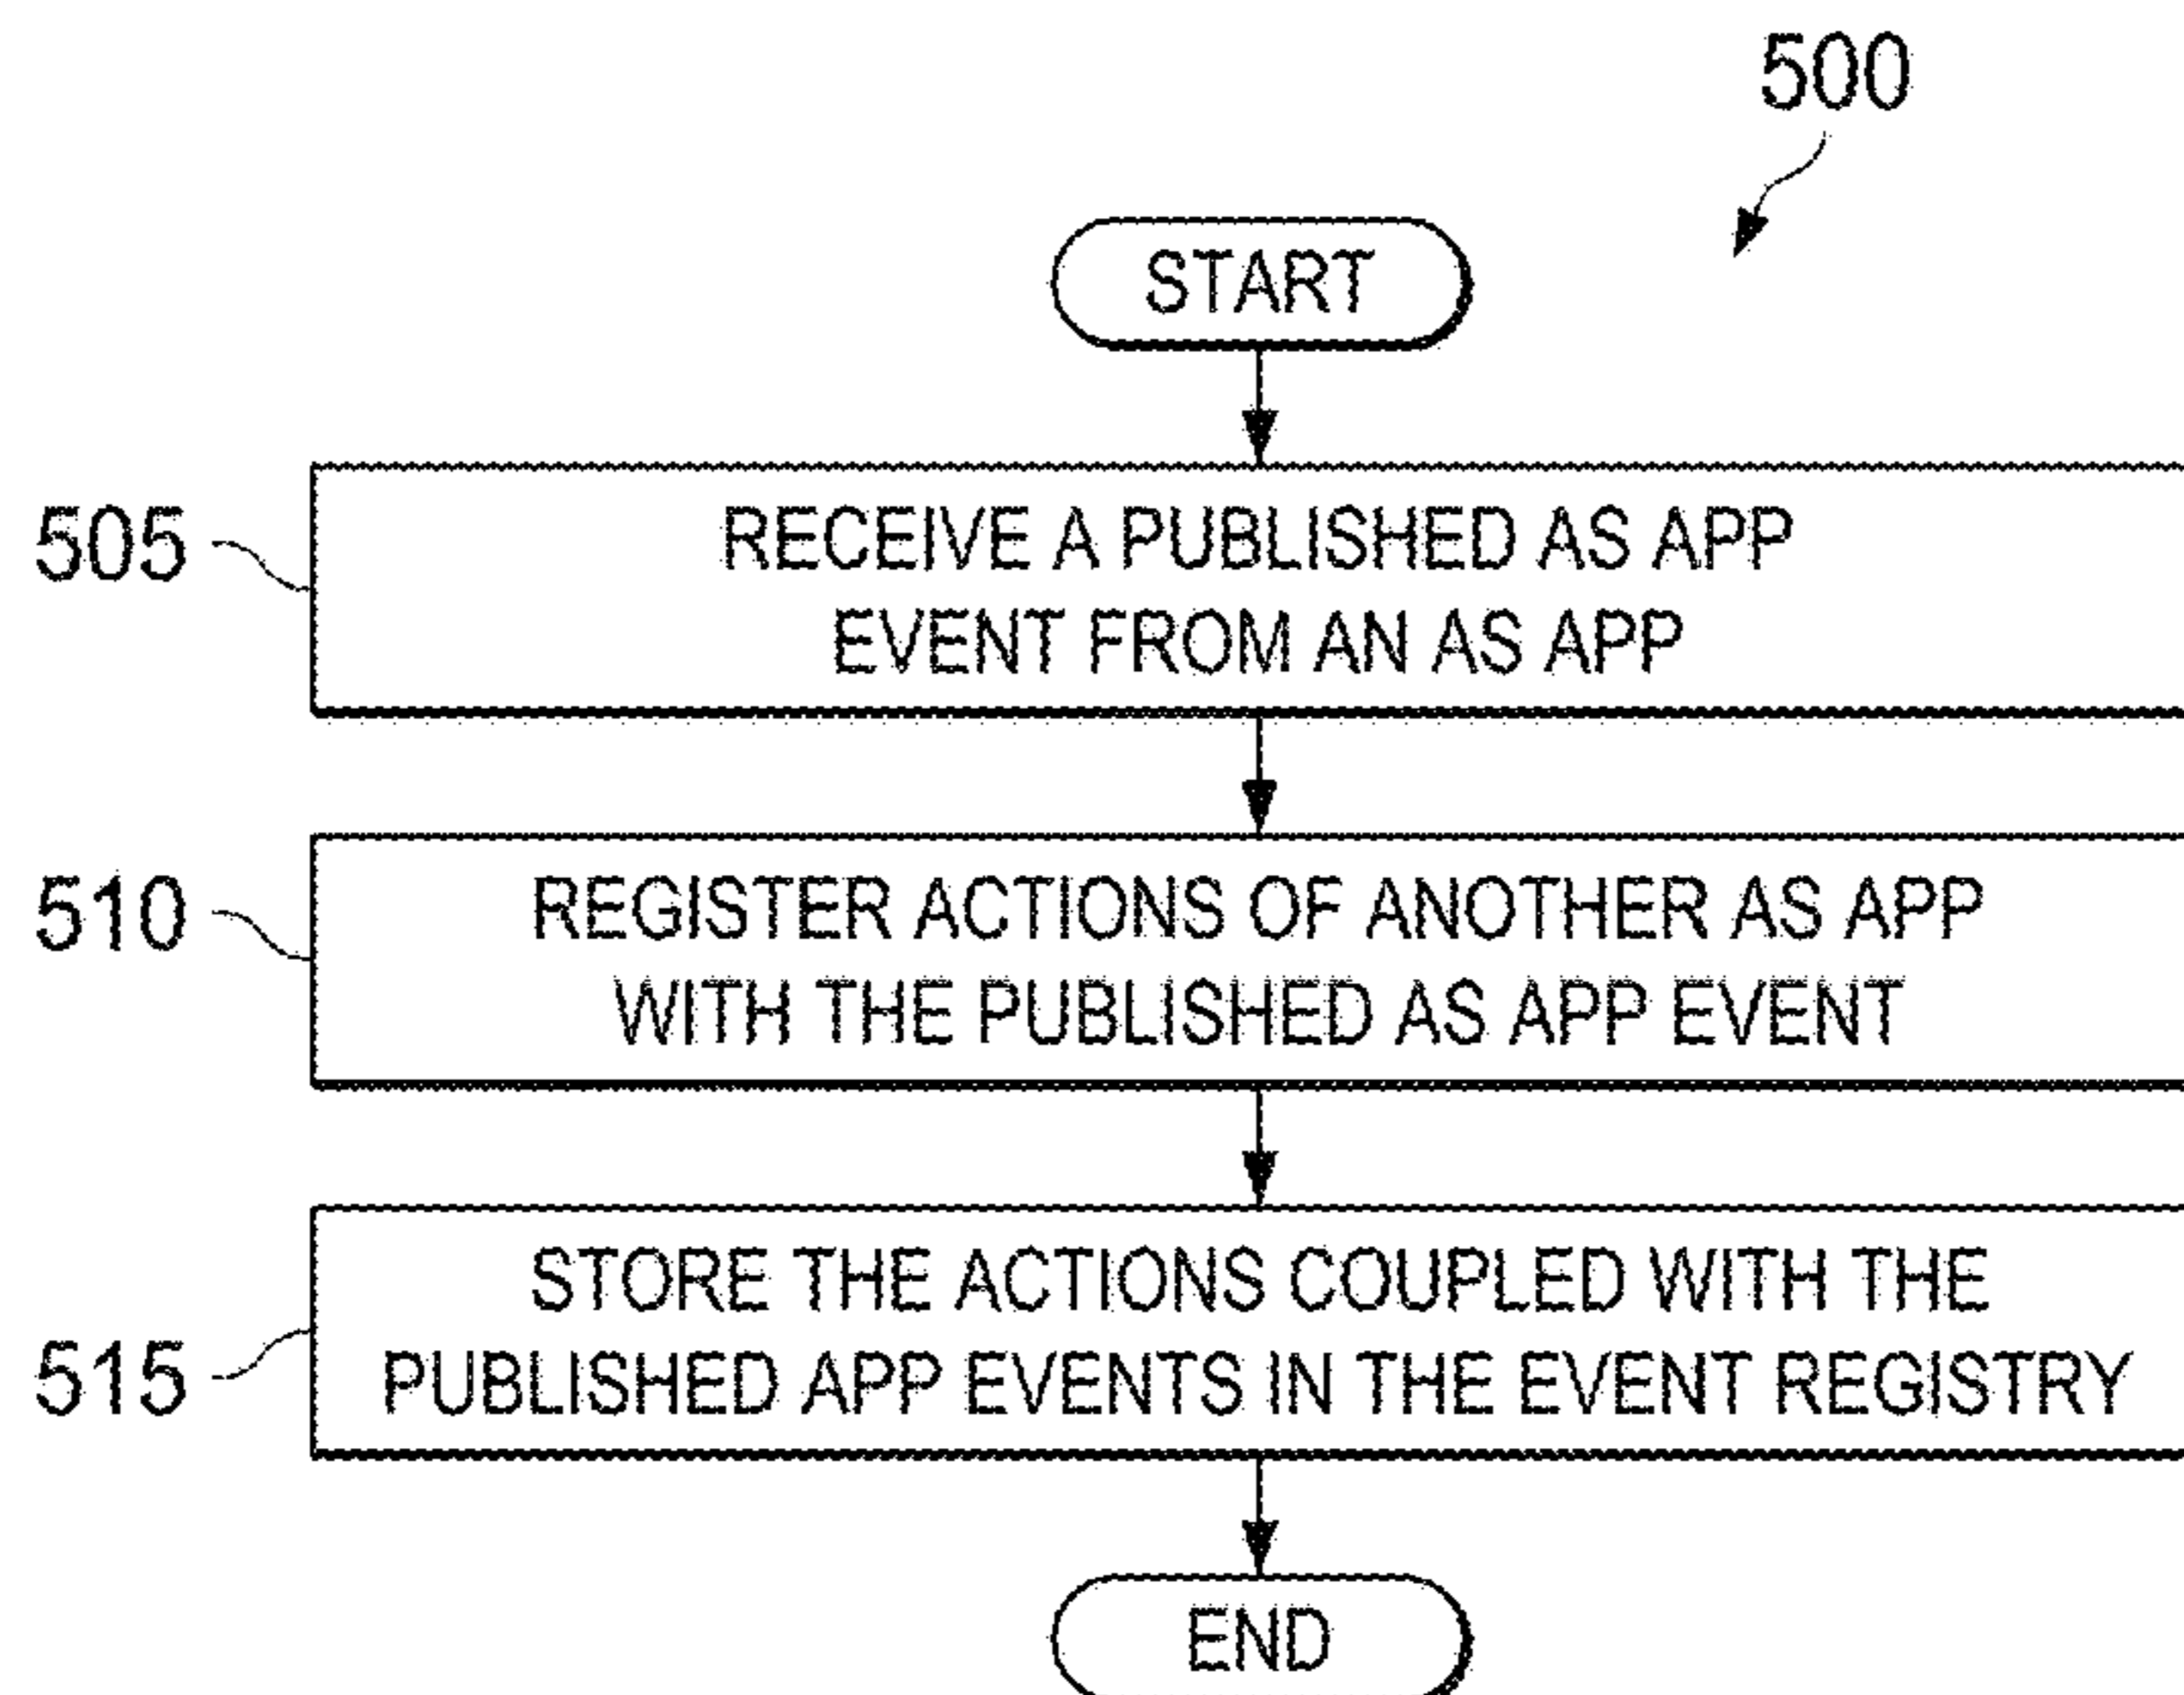 500
START
505
RECEIVE A PUBLISHED AS APP
EVENT FROM AN AS APP
510
REGISTER ACTIONS OF ANOTHER AS APP
WITH THE PUBLISHED AS APP EVENT
STORE THE ACTIONS COUPLED WITH THE
515
PUBLISHED APP EVENTS IN THE EVENT REGISTRY
END